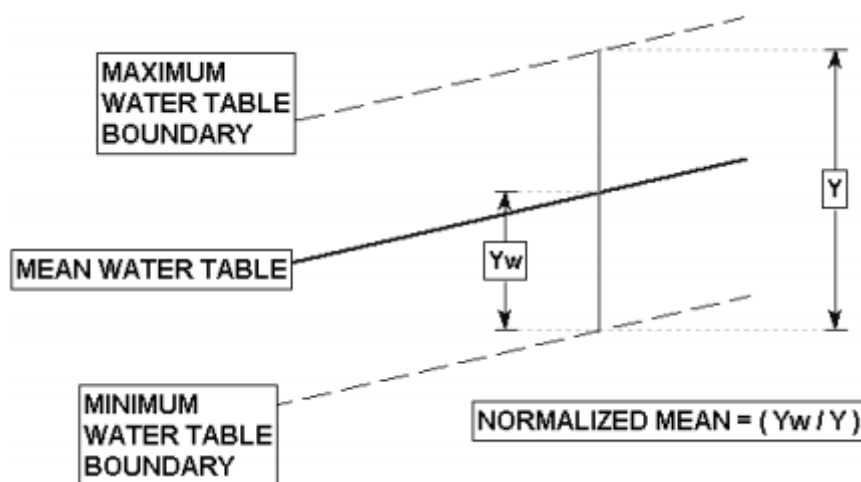 MAXIMUM
WATER TABLE
BOUNDARY
Y
MEAN WATER TABLE
Yw
MINIMUM
WATER TABLE
BOUNDARY
NORMALIZED MEAN = ( Yw / Y )